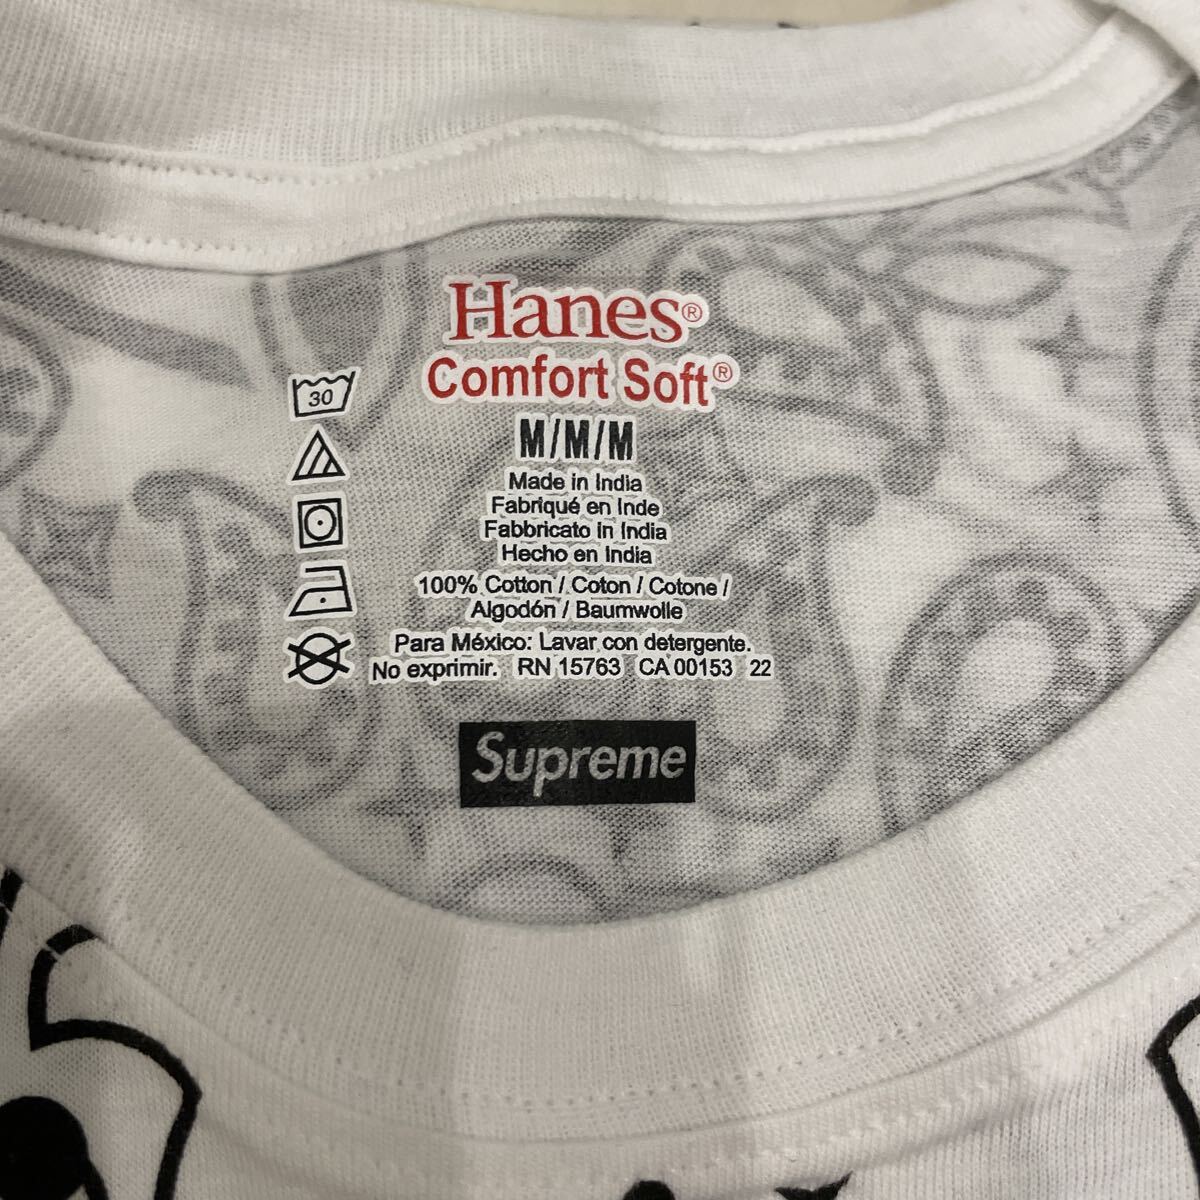 Hanes®
Comfort Soft®
30
M/M/M
Made in India
Fabriqué en Inde
Fabbricato in India
Hecho en India
100% Cotton / Coton / Cotone /
Algodón / Baumwolle
Para México: Lavar con detergente.
No exprimir. RN 15763 CA 00153 22
Supreme